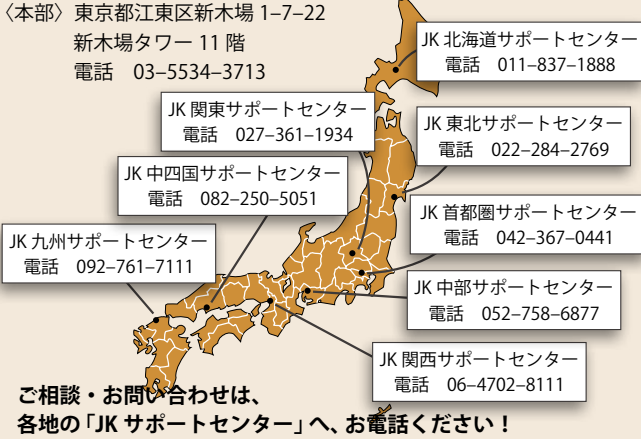 〈本部〉東京都江東区新木場 1–7–22
新木場タワー 11 階
電話　03–5534–3713
JK 北海道サポートセンター
電話　011–837–1888
JK 関東サポートセンター
電話　027–361–1934
JK 東北サポートセンター
電話　022–284–2769
JK 中四国サポートセンター
電話　082–250–5051
JK 首都圏サポートセンター
電話　042–367–0441
JK 九州サポートセンター
電話　092–761–7111
JK 中部サポートセンター
電話　052–758–6877
JK 関西サポートセンター
電話　06–4702–8111
ご相談・お問い合わせは、
各地の「JK サポートセンター」へ、お電話ください！